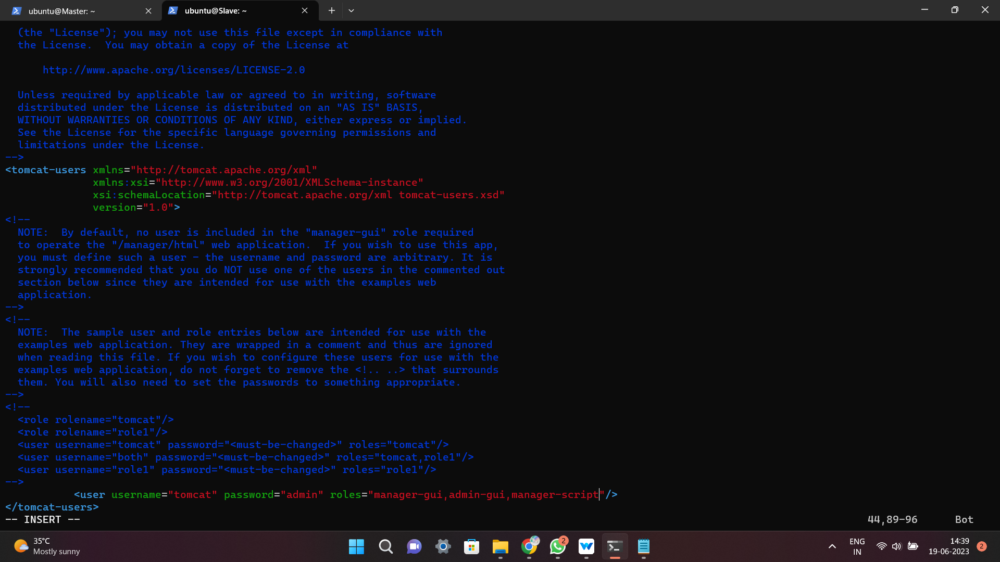 ubuntu@Master: ~
ubuntu@Slave: ~
(the "License"); you may not use this file except in compliance with
the License.  You may obtain a copy of the License at
http://www.apache.org/licenses/LICENSE-2.0
Unless required by applicable law or agreed to in writing, software
distributed under the License is distributed on an "AS IS" BASIS,
WITHOUT WARRANTIES OR CONDITIONS OF ANY KIND, either express or implied.
See the License for the specific language governing permissions and
limitations under the License.
-->
<tomcat-users xmlns="http://tomcat.apache.org/xml"
xmlns:xsi="http://www.w3.org/2001/XMLSchema-instance"
xsi:schemaLocation="http://tomcat.apache.org/xml tomcat-users.xsd"
version="1.0">
<!--
NOTE:  By default, no user is included in the "manager-gui" role required
to operate the "/manager/html" web application.  If you wish to use this app,
you must define such a user - the username and password are arbitrary. It is
strongly recommended that you do NOT use one of the users in the commented out
section below since they are intended for use with the examples web
application.
-->
<!--
NOTE:  The sample user and role entries below are intended for use with the
examples web application. They are wrapped in a comment and thus are ignored
when reading this file. If you wish to configure these users for use with the
examples web application, do not forget to remove the <!.. ..> that surrounds
them. You will also need to set the passwords to something appropriate.
-->
<!--
<role rolename="tomcat"/>
<role rolename="role1"/>
<user username="tomcat" password="<must-be-changed>" roles="tomcat"/>
<user username="both" password="<must-be-changed>" roles="tomcat,role1"/>
<user username="role1" password="<must-be-changed>" roles="role1"/>
-->
<user username="tomcat" password="admin" roles="manager-gui,admin-gui,manager-script"/>
</tomcat-users>
-- INSERT --
44,89-96
Bot
35°C
Mostly sunny
2
ENG
IN
14:39
19-06-2023
2